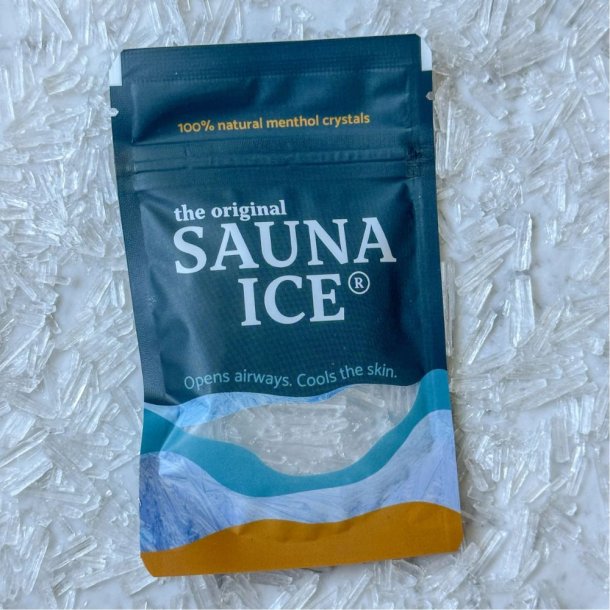 100% natural menthol crystals
the original
SAUNA
ICE®
Opens airways. Cools the skin.